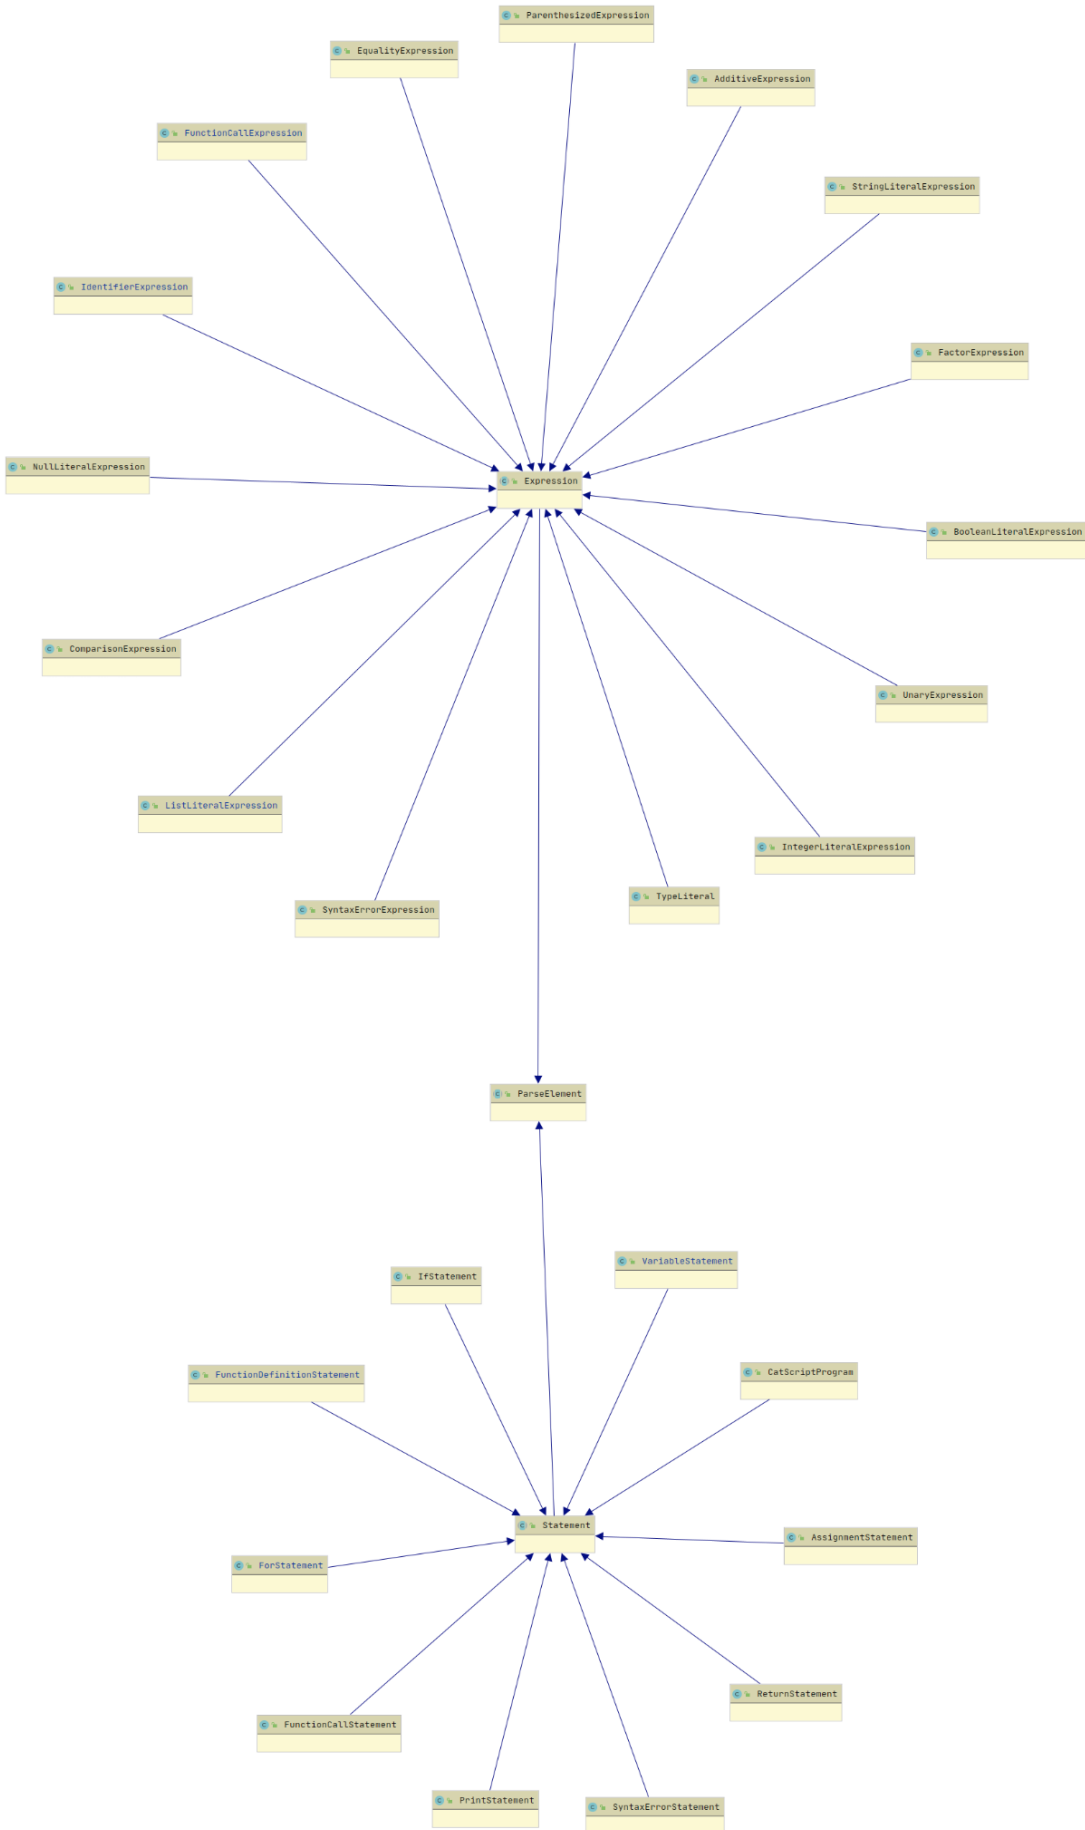 ParenthesizedExpression
EqualityExpression
AdditiveExpression
FunctionCallExpression
StringLiteralExpression
IdentifierExpression
FactorExpression
NullLiteralExpression
Expression
BooleanLiteralExpression
ComparisonExpression
UnaryExpression
ListLiteralExpression
IntegerLiteralExpression
TypeLiteral
SyntaxErrorExpression
ParseElement
VariableStatement
IfStatement
CatScriptProgram
FunctionDefinitionStatement
Statement
AssignmentStatement
ForStatement
ReturnStatement
FunctionCallStatement
PrintStatement
SyntaxErrorStatement